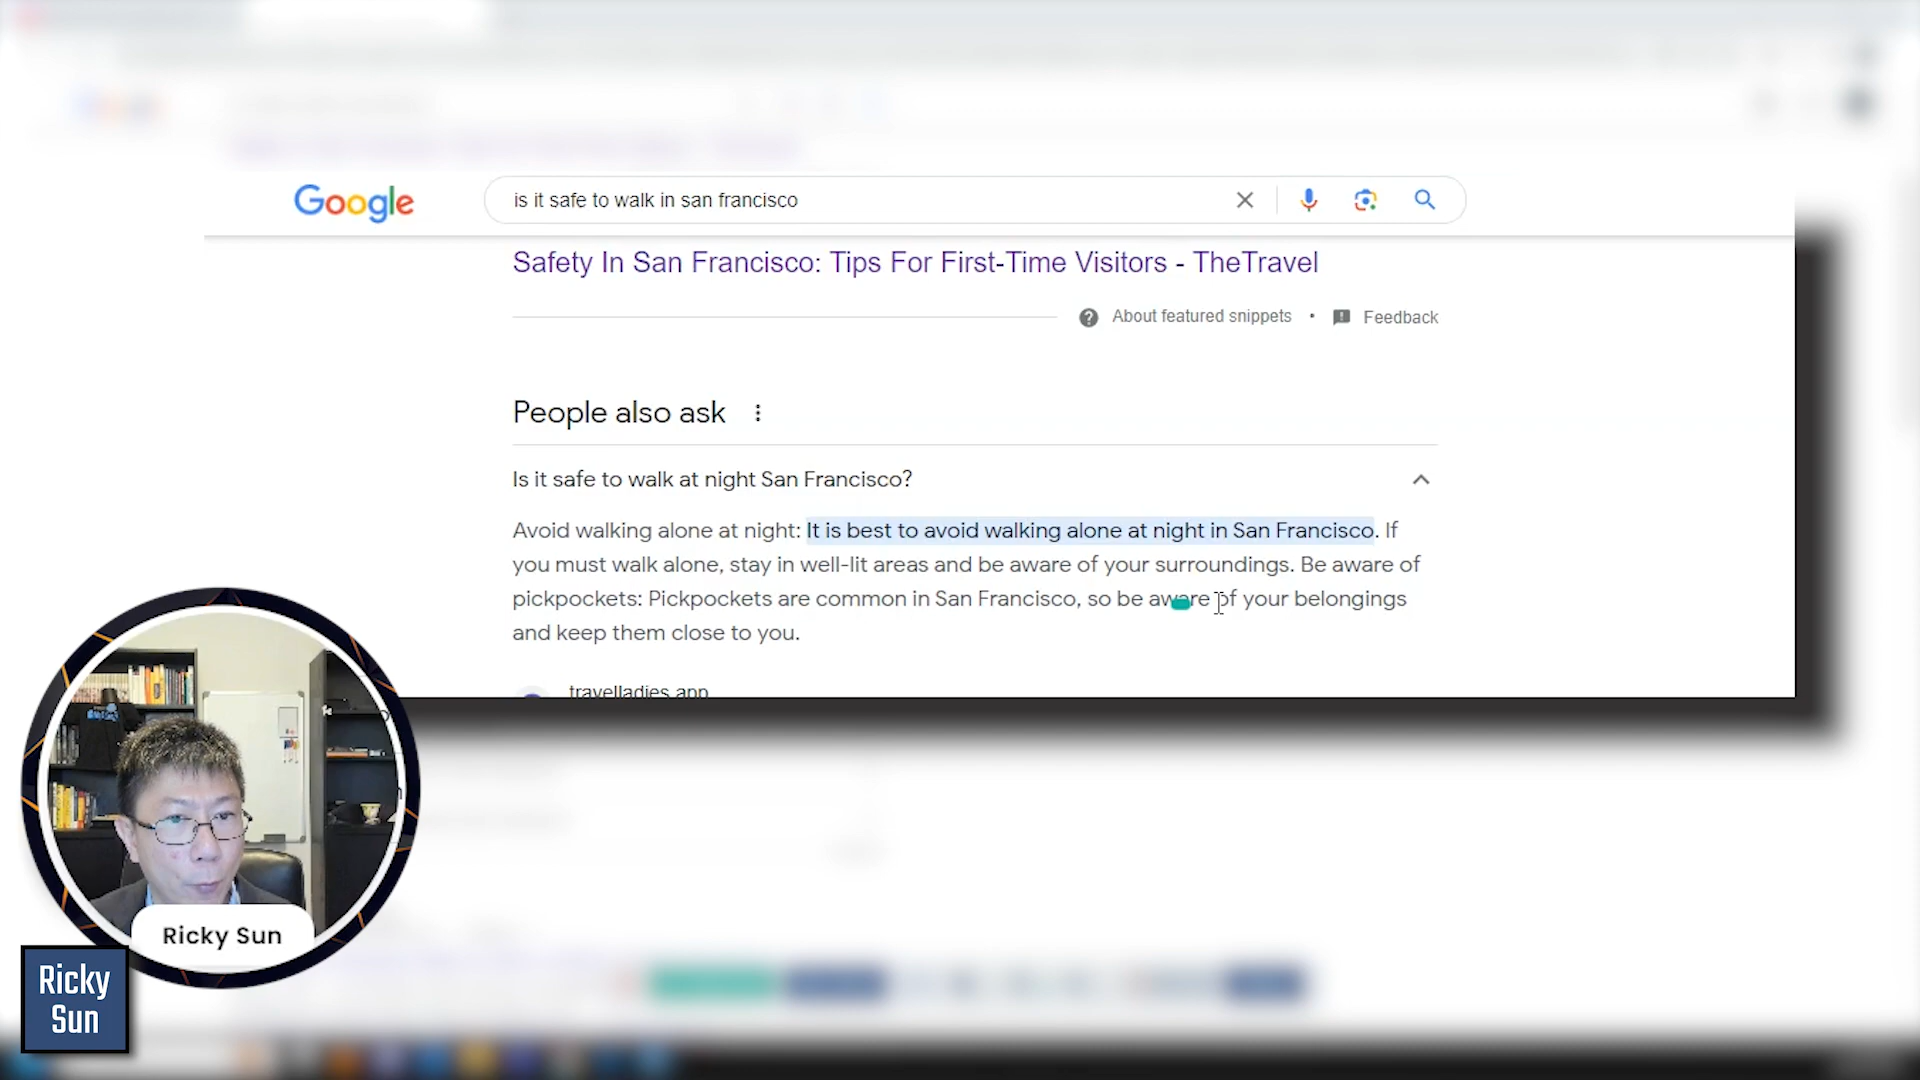 Google
is it safe to walk in san francisco
Safety In San Francisco: Tips For First-Time Visitors - TheTravel
About featured snippets • Feedback
People also ask
Is it safe to walk at night San Francisco?
Avoid walking alone at night: It is best to avoid walking alone at night in San Francisco. If
you must walk alone, stay in well-lit areas and be aware of your surroundings. Be aware of
pickpockets: Pickpockets are common in San Francisco, so be aware of your belongings
and keep them close to you.
travelladies.app
Ricky Sun
Ricky
Sun